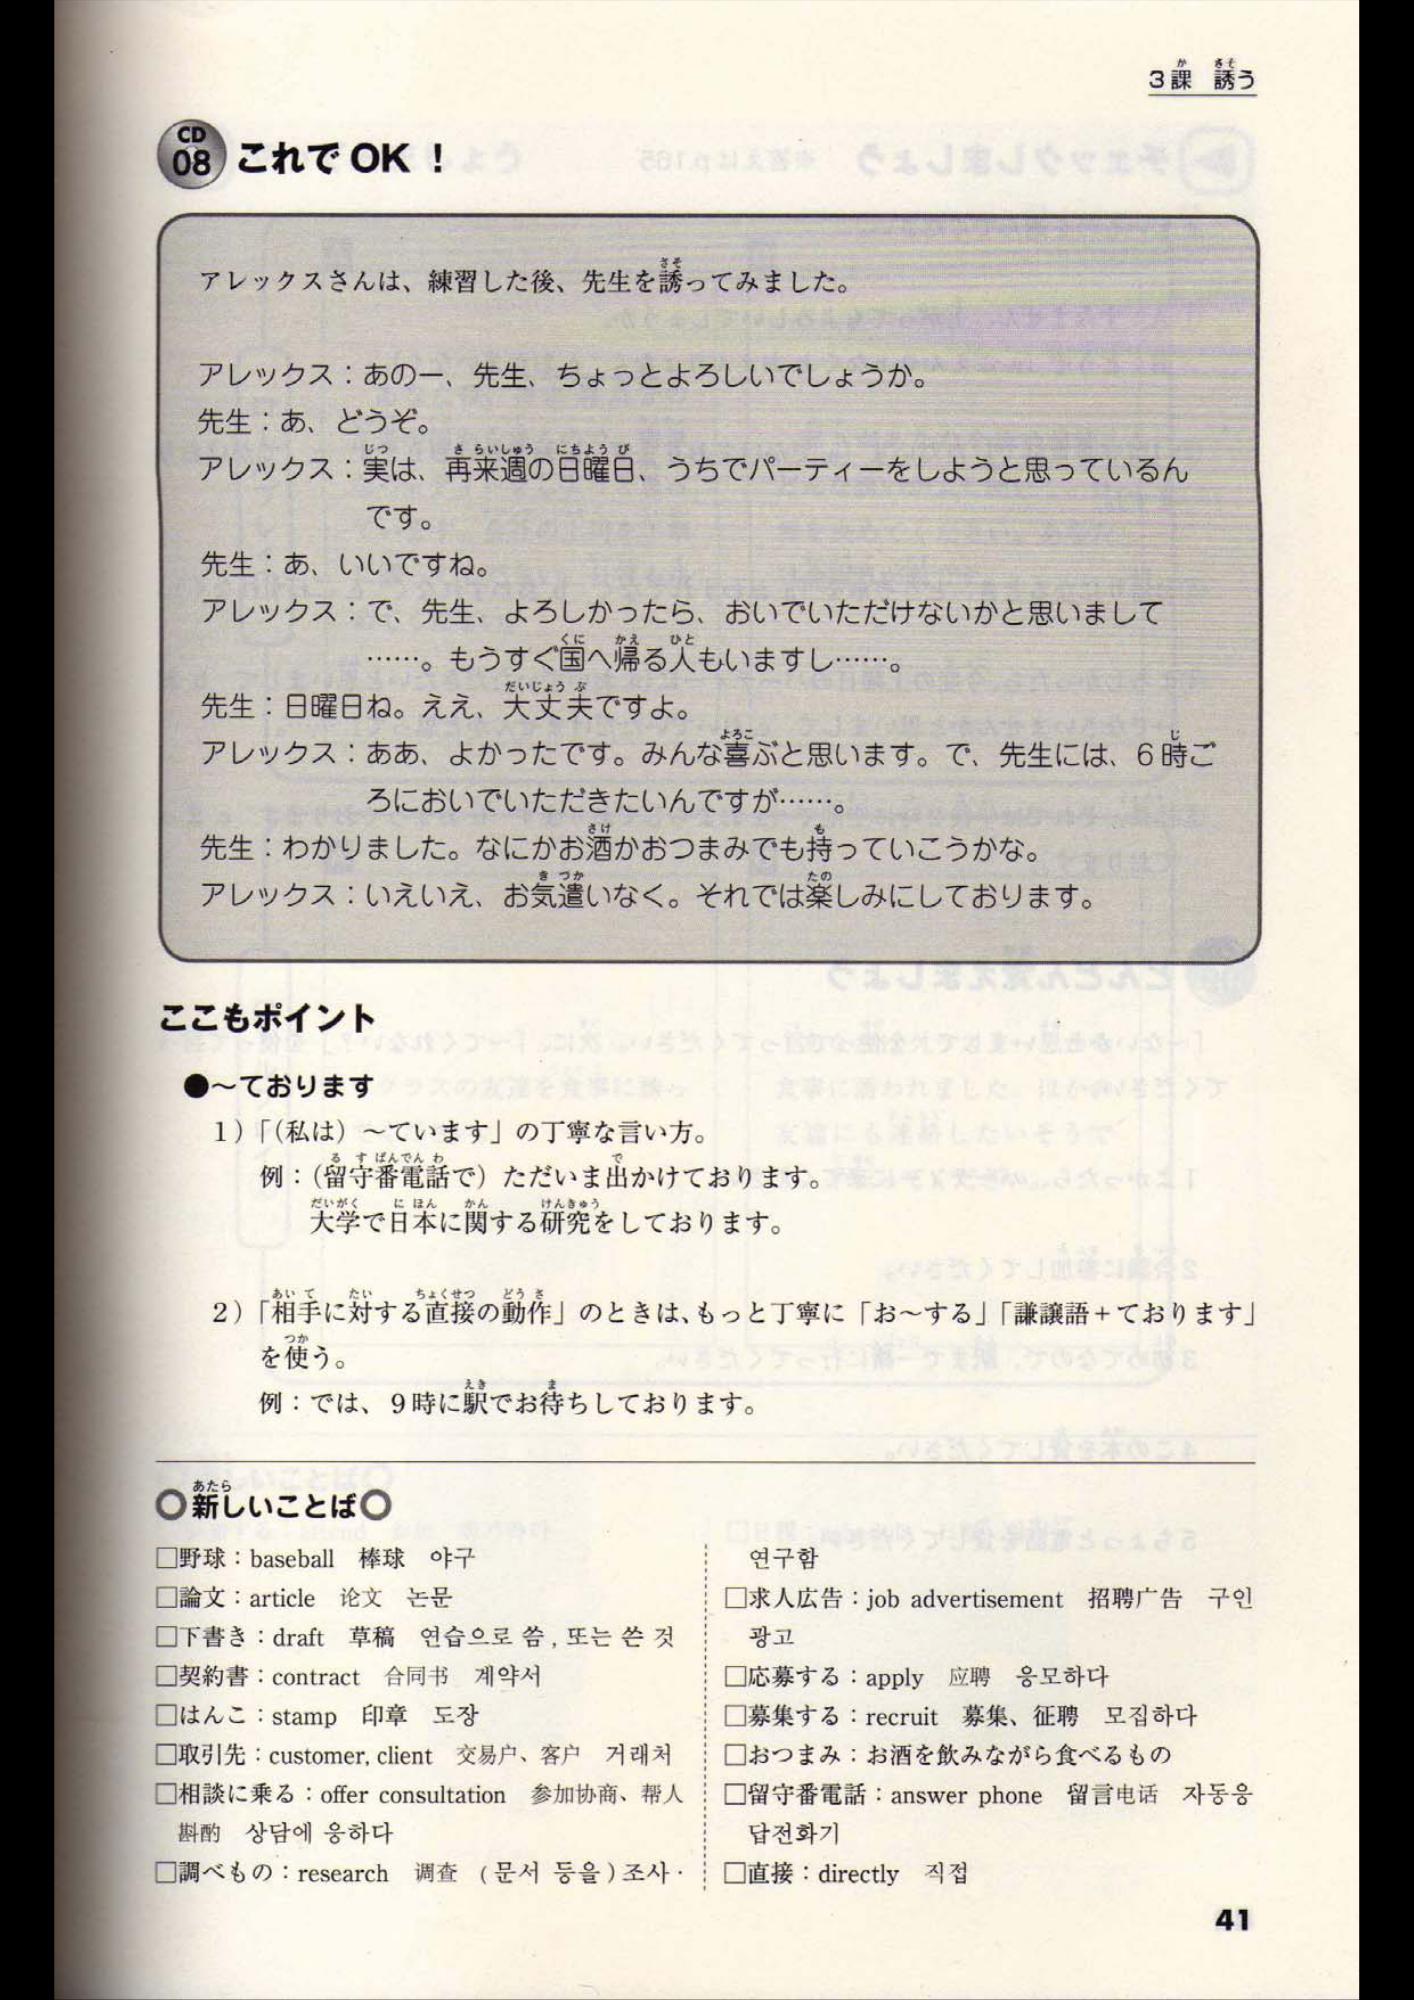 3課 誘う
CD 08 これでOK！
アレックスさんは、練習した後、先生を誘ってみました。
アレックス：あのー、先生、ちょっとよろしいでしょうか。
先生：あ、どうぞ。
アレックス：実は、再来週の日曜日、うちでパーティーをしようと思っているん
です。
先生：あ、いいですね。
アレックス：で、先生、よろしかったら、おいでいただけないかと思いまして
……。もうすぐ国へ帰る人もいますし……。
先生：日曜日ね。ええ、大丈夫ですよ。
アレックス：ああ、よかったです。みんな喜ぶと思います。で、先生には、6時ご
ろにおいでいただきたいんですが……。
先生：わかりました。なにかお酒かおつまみでも持っていこうかな。
アレックス：いえいえ、お気遣いなく。それでは楽しみにしております。
ここもポイント
●～ております
1）「（私は）～ています」の丁寧な言い方。
例：（留守番電話で）ただいま出かけております。
大学で日本に関する研究をしております。
2）「相手に対する直接の動作」のときは、もっと丁寧に「お～する」「謙譲語＋ております」
を使う。
例：では、9時に駅でお待ちしております。
○新しいことば○
□野球：baseball 棒球 야구
□論文：article 论文 논문
□下書き：draft 草稿 연습으로 씀, 또는 쓴 것
□契約書：contract 合同书 계약서
□はんこ：stamp 印章 도장
□取引先：customer, client 交易户、客户 거래처
□相談に乗る：offer consultation 参加协商、帮人
斟酌 상담에 응하다
□調べもの：research 调查 (문서 등을)조사·
연구함
□求人広告：job advertisement 招聘广告 구인
광고
□応募する：apply 应聘 응모하다
□募集する：recruit 募集、征聘 모집하다
□おつまみ：お酒を飲みながら食べるもの
□留守番電話：answer phone 留言电话 자동응
답전화기
□直接：directly 직접
41